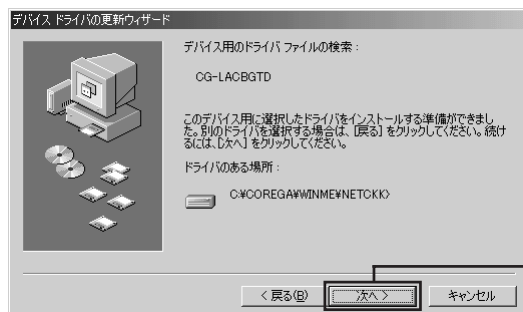 デバイス ドライバの更新ウィザード
デバイス用のドライバ ファイルの検索：
CG-LACBGTD
このデバイス用に選択したドライバをインストールする準備ができまし
た。別のドライバを選択する場合は、[戻る] をクリックしてください。続け
るには、[次へ] をクリックしてください。
ドライバのある場所：
C:¥COREGA¥WINME¥NETCKK>
< 戻る(B)
次へ >
キャンセル